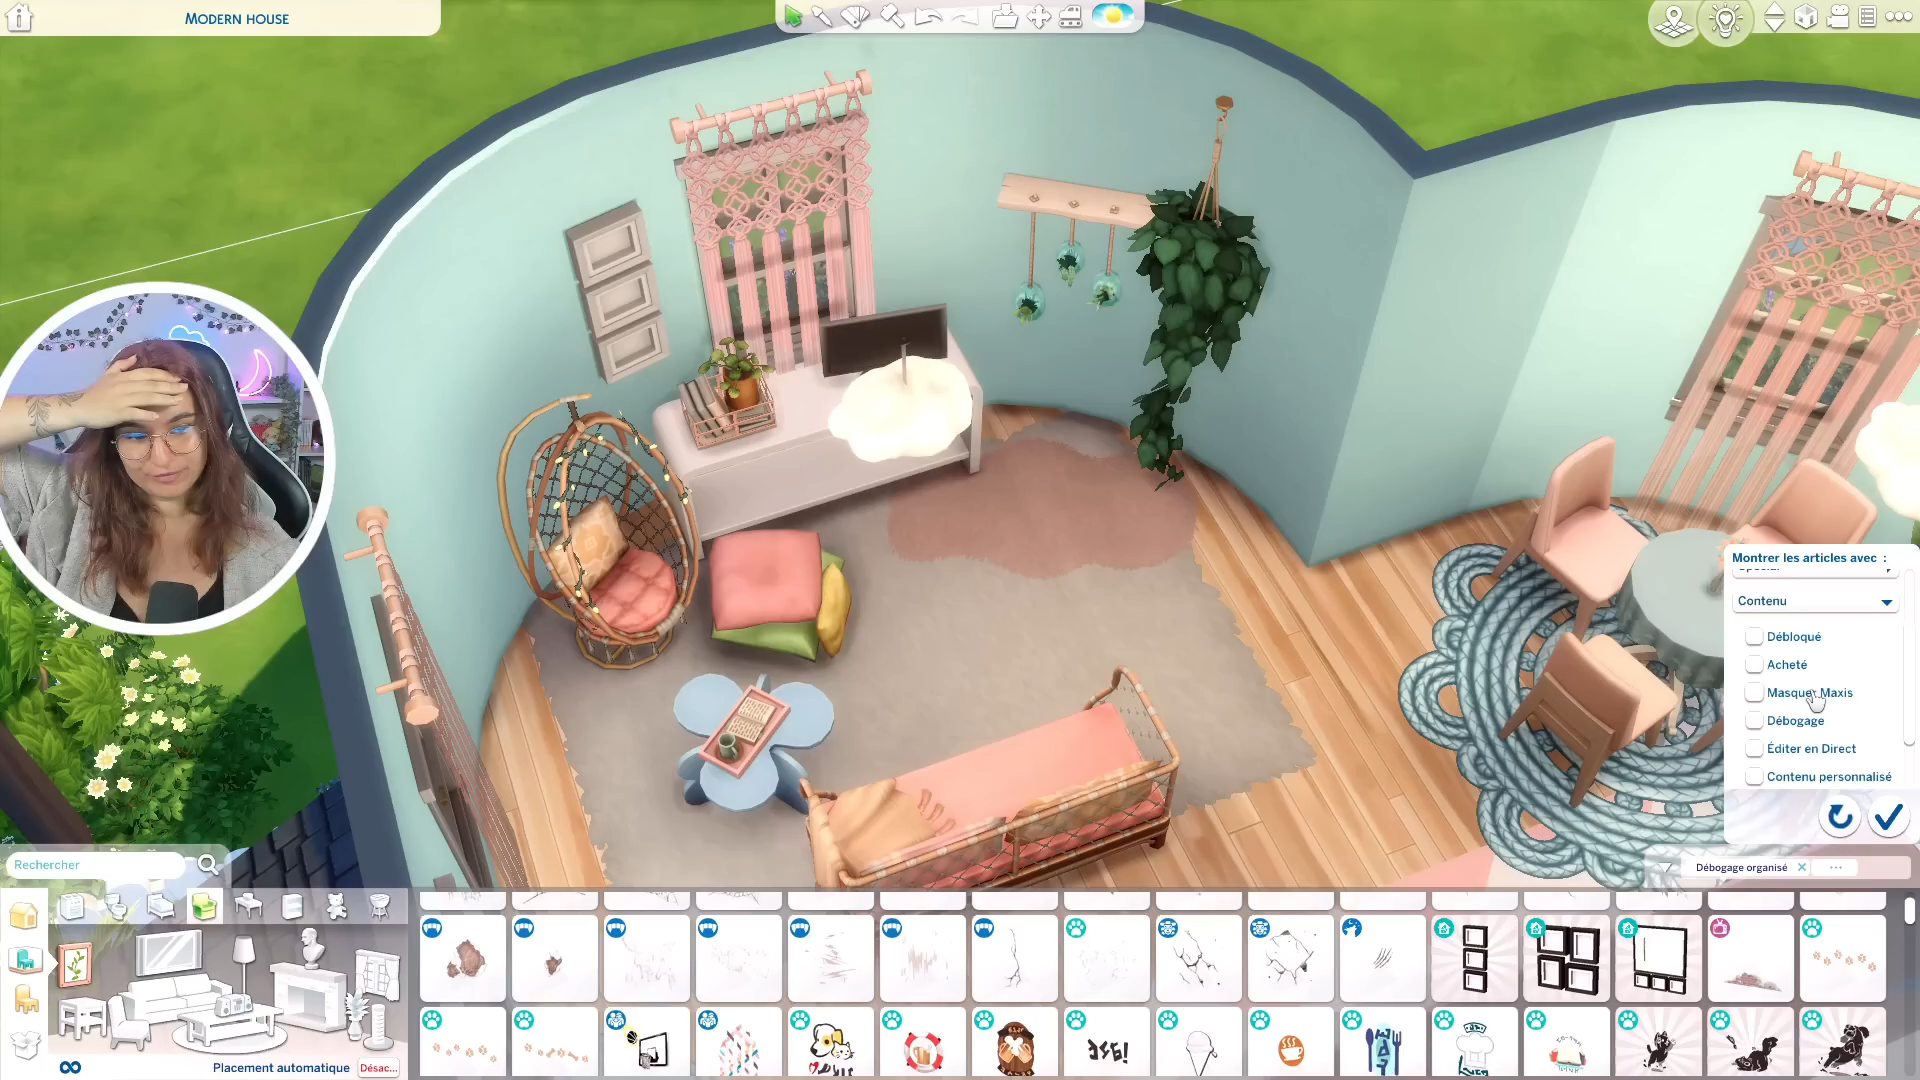 MODERN HOUSE
Montrer les articles avec :
Contenu
Débloqué
Acheté
Masquer Maxis
Débogage
Éditer en Direct
Contenu personnalisé
Rechercher
Débogage organisé
Placement automatique
Désac...